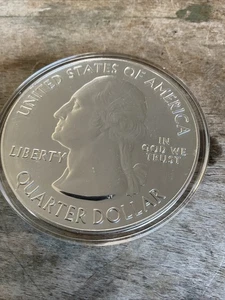 UNITED STATES OF AMERICA
LIBERTY
IN
GOD WE
TRUST
QUARTER DOLLAR